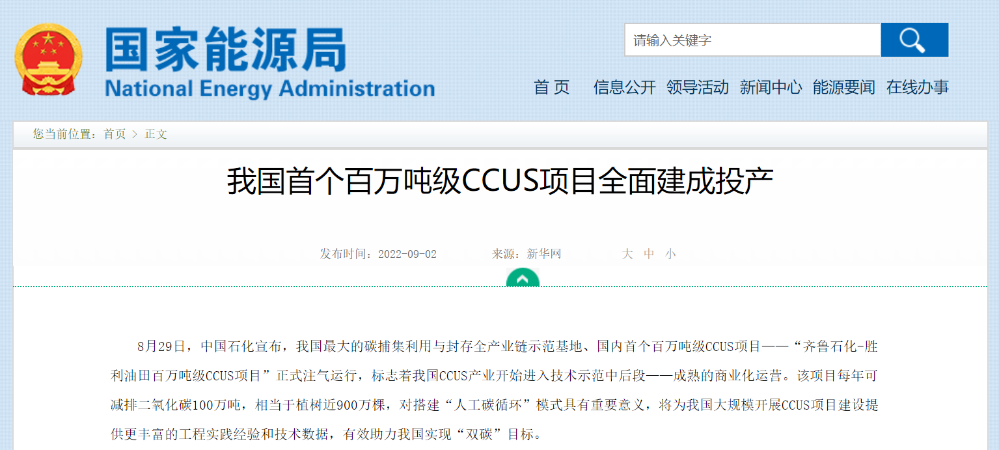 国家能源局
National Energy Administration
请输入关键字
首 页 信息公开 领导活动 新闻中心 能源要闻 在线办事
您当前位置：首页 > 正文
我国首个百万吨级CCUS项目全面建成投产
发布时间：2022-09-02 来源：新华网 大 中 小
8月29日，中国石化宣布，我国最大的碳捕集利用与封存全产业链示范基地、国内首个百万吨级CCUS项目——“齐鲁石化-胜
利油田百万吨级CCUS项目”正式注气运行，标志着我国CCUS产业开始进入技术示范中后段——成熟的商业化运营。该项目每年可
减排二氧化碳100万吨，相当于植树近900万棵，对搭建“人工碳循环”模式具有重要意义，将为我国大规模开展CCUS项目建设提
供更丰富的工程实践经验和技术数据，有效助力我国实现“双碳”目标。